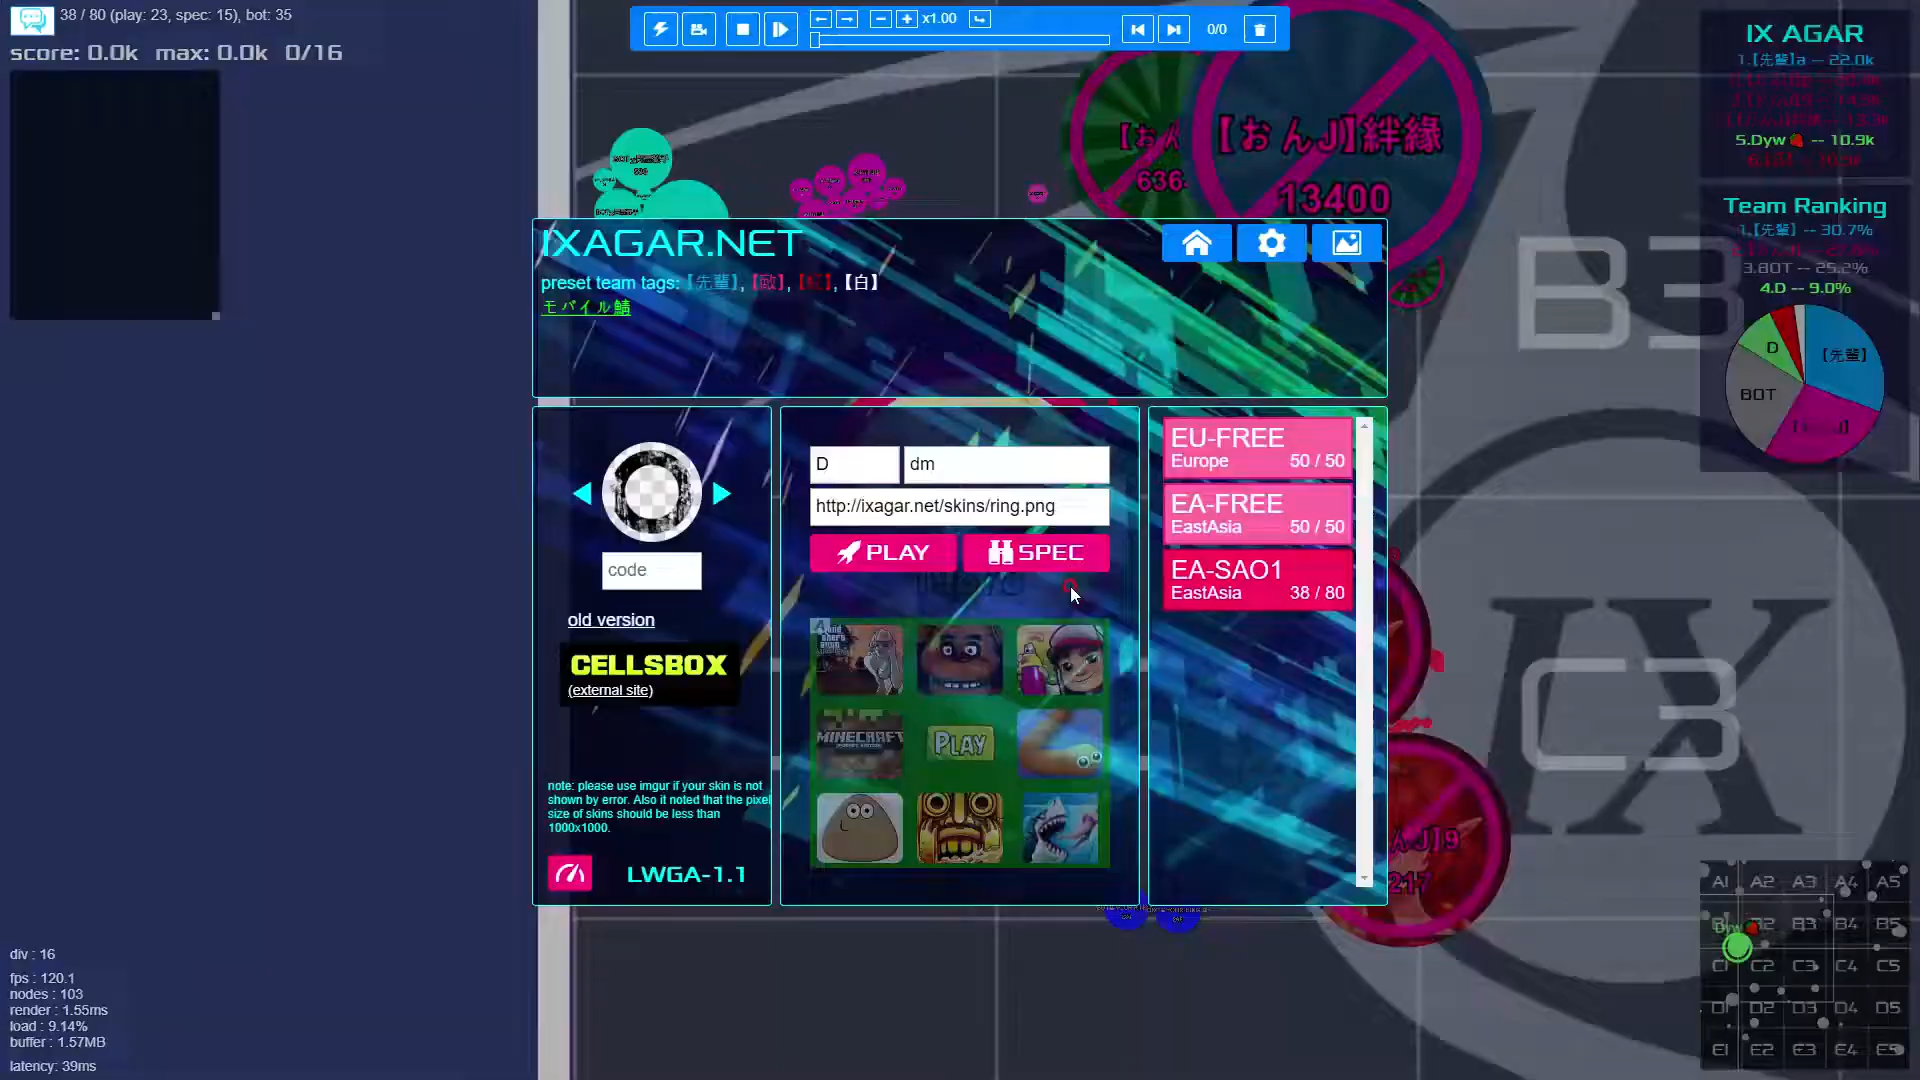 38 / 80 (play: 23, spec: 15), bot: 35
score: 0.0k max: 0.0k 0/16
x1.00
0/0
IX AGAR
1.【先輩】a -- 22.0k
5.Dyw -- 10.9k
Team Ranking
1.【先輩】 -- 30.7%
3.BOT -- 25.2%
4.D -- 9.0%
【先輩】
D
BOT
【おんJ】絆縁
13400
636
B3
C3
IX
217
IXAGAR.NET
preset team tags:【先輩】,【歐】,【白】
モバイル鯖
code
old version
CELLSBOX
(external site)
note: please use imgur if your skin is not
shown by error. Also it noted that the pixel
size of skins should be less than
1000x1000.
LWGA-1.1
D
dm
http://ixagar.net/skins/ring.png
PLAY
SPEC
MINECRAFT
PLAY
EU-FREE
Europe 50 / 50
EA-FREE
EastAsia 50 / 50
EA-SAO1
EastAsia 38 / 80
div : 16
fps : 120.1
nodes : 103
render : 1.55ms
load : 9.14%
buffer : 1.57MB
latency: 39ms
A1 A2 A3 A4 A5
B1 B2 B3 B4 B5
Dyw
C1 C2 C3 C4 C5
D1 D2 D3 D4 D5
E1 E2 E3 E4 E5